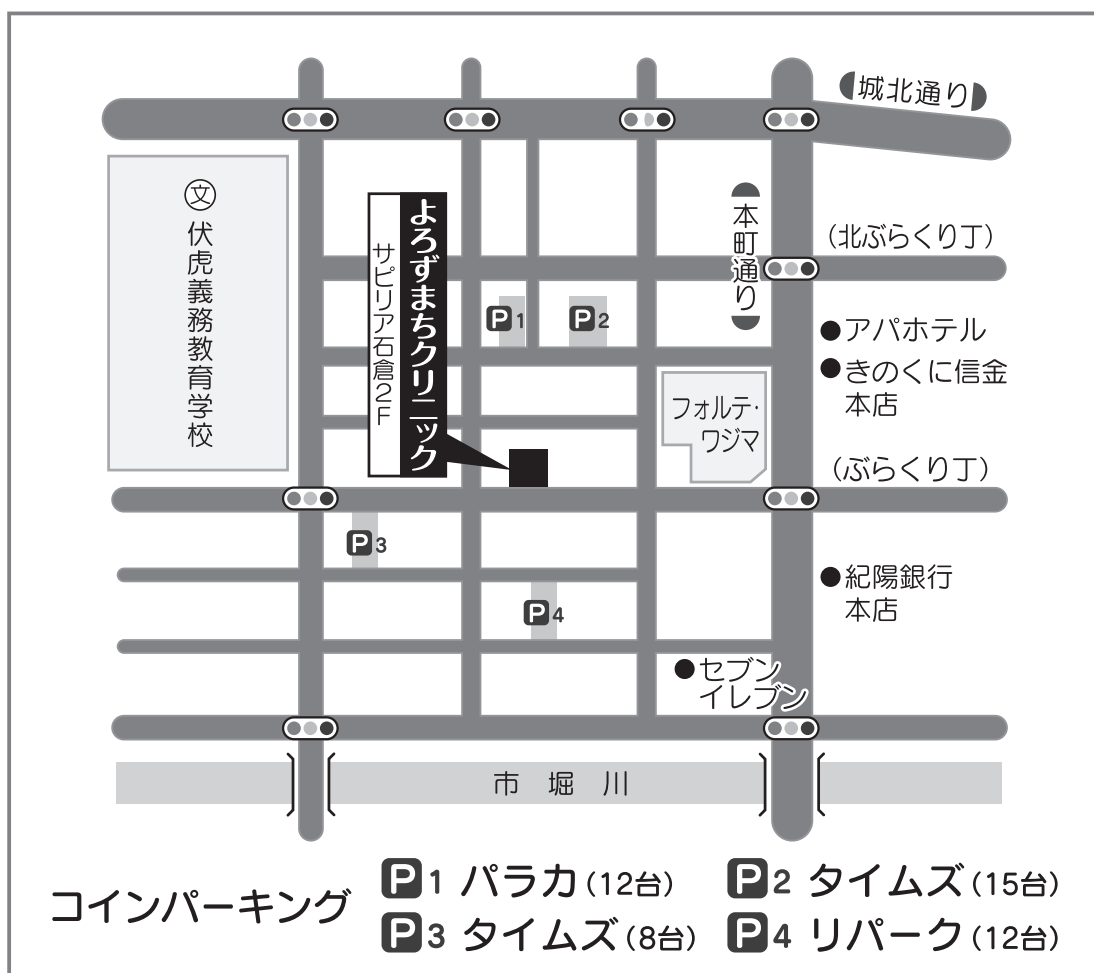 城北通り
文
伏虎義務教育学校
よろずまちクリニック
サピリア石倉2F
本町通り
(北ぶらくり丁)
P1
P2
アパホテル
きのくに信金
本店
フォルテ・
ワジマ
(ぶらくり丁)
P3
P4
紀陽銀行
本店
セブン
イレブン
市堀川
コインパーキング
P1 パラカ(12台)
P2 タイムズ(15台)
P3 タイムズ(8台)
P4 リパーク(12台)